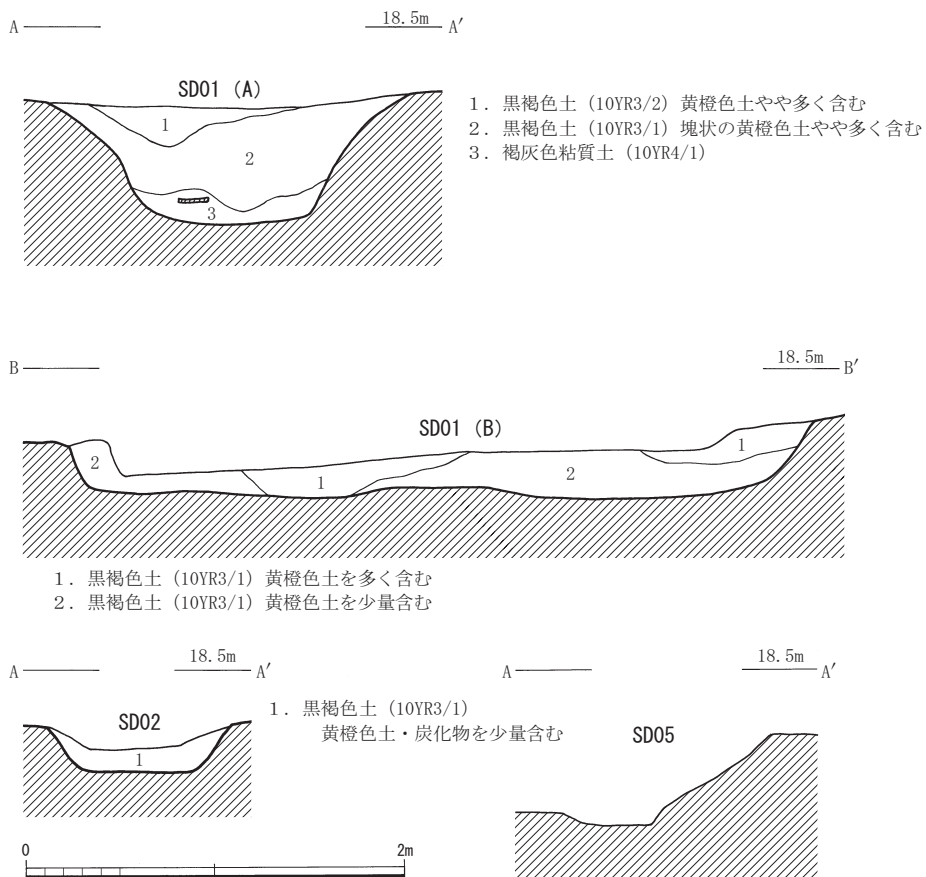 A 18.5m A′
SD01 (A)
1
2
3
1. 黒褐色土 (10YR3/2) 黄橙色土やや多く含む
2. 黒褐色土 (10YR3/1) 塊状の黄橙色土やや多く含む
3. 褐灰色粘質土 (10YR4/1)
B 18.5m B′
SD01 (B)
2
1
2
1
1. 黒褐色土 (10YR3/1) 黄橙色土を多く含む
2. 黒褐色土 (10YR3/1) 黄橙色土を少量含む
A 18.5m A′
SD02
1
1. 黒褐色土 (10YR3/1)
黄橙色土・炭化物を少量含む
A 18.5m A′
SD05
0 2m